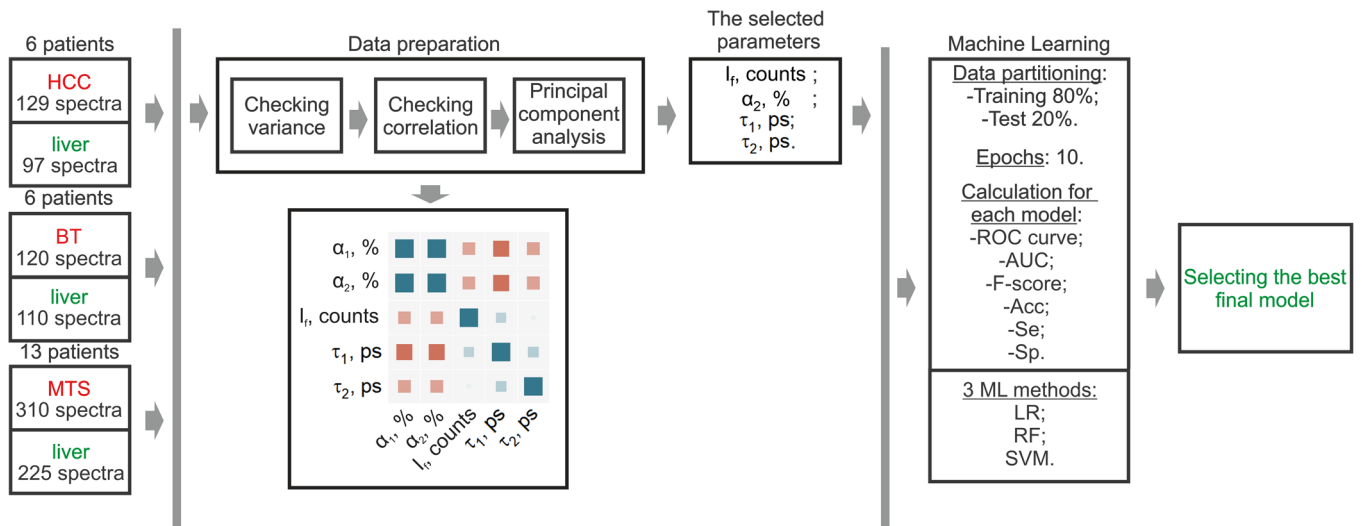 6 patients
HCC
129 spectra
liver
97 spectra
6 patients
BT
120 spectra
liver
110 spectra
13 patients
MTS
310 spectra
liver
225 spectra
Data preparation
Checking
variance
Checking
correlation
Principal
component
analysis
α₁, %
α₂, %
I_f, counts
τ₁, ps
τ₂, ps
α₁, %
α₂, %
I_f, counts
τ₁, ps
τ₂, ps
The selected
parameters
I_f, counts ;
α₂, % ;
τ₁, ps;
τ₂, ps.
Machine Learning
Data partitioning:
-Training 80%;
-Test 20%.
Epochs: 10.
Calculation for
each model:
-ROC curve;
-AUC;
-F-score;
-Acc;
-Se;
-Sp.
3 ML methods:
LR;
RF;
SVM.
Selecting the best
final model